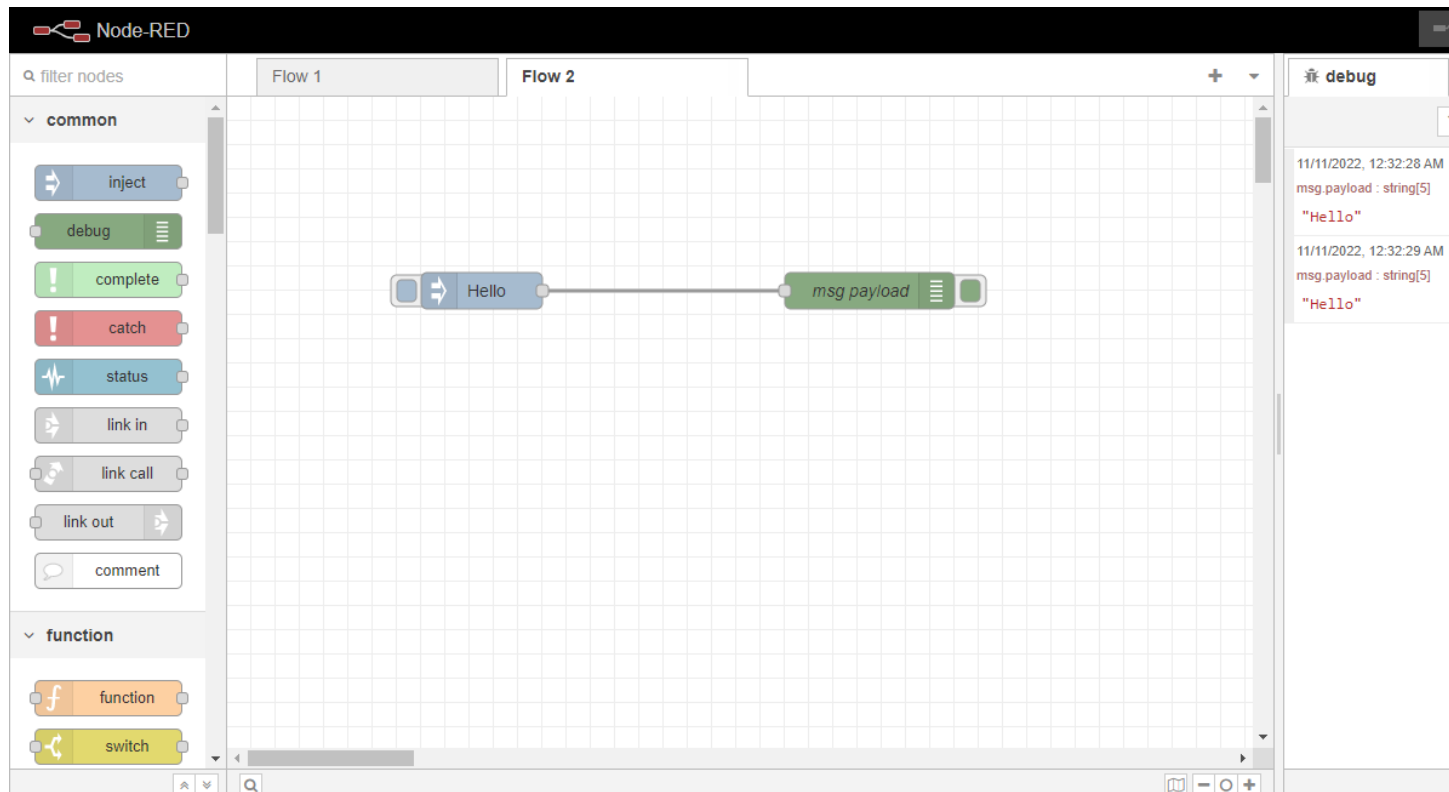 Node-RED
filter nodes
Flow 1
Flow 2
debug
common
inject
debug
complete
catch
status
link in
link call
link out
comment
function
function
switch
Hello
msg.payload
11/11/2022, 12:32:28 AM
msg.payload : string[5]
"Hello"
11/11/2022, 12:32:29 AM
msg.payload : string[5]
"Hello"